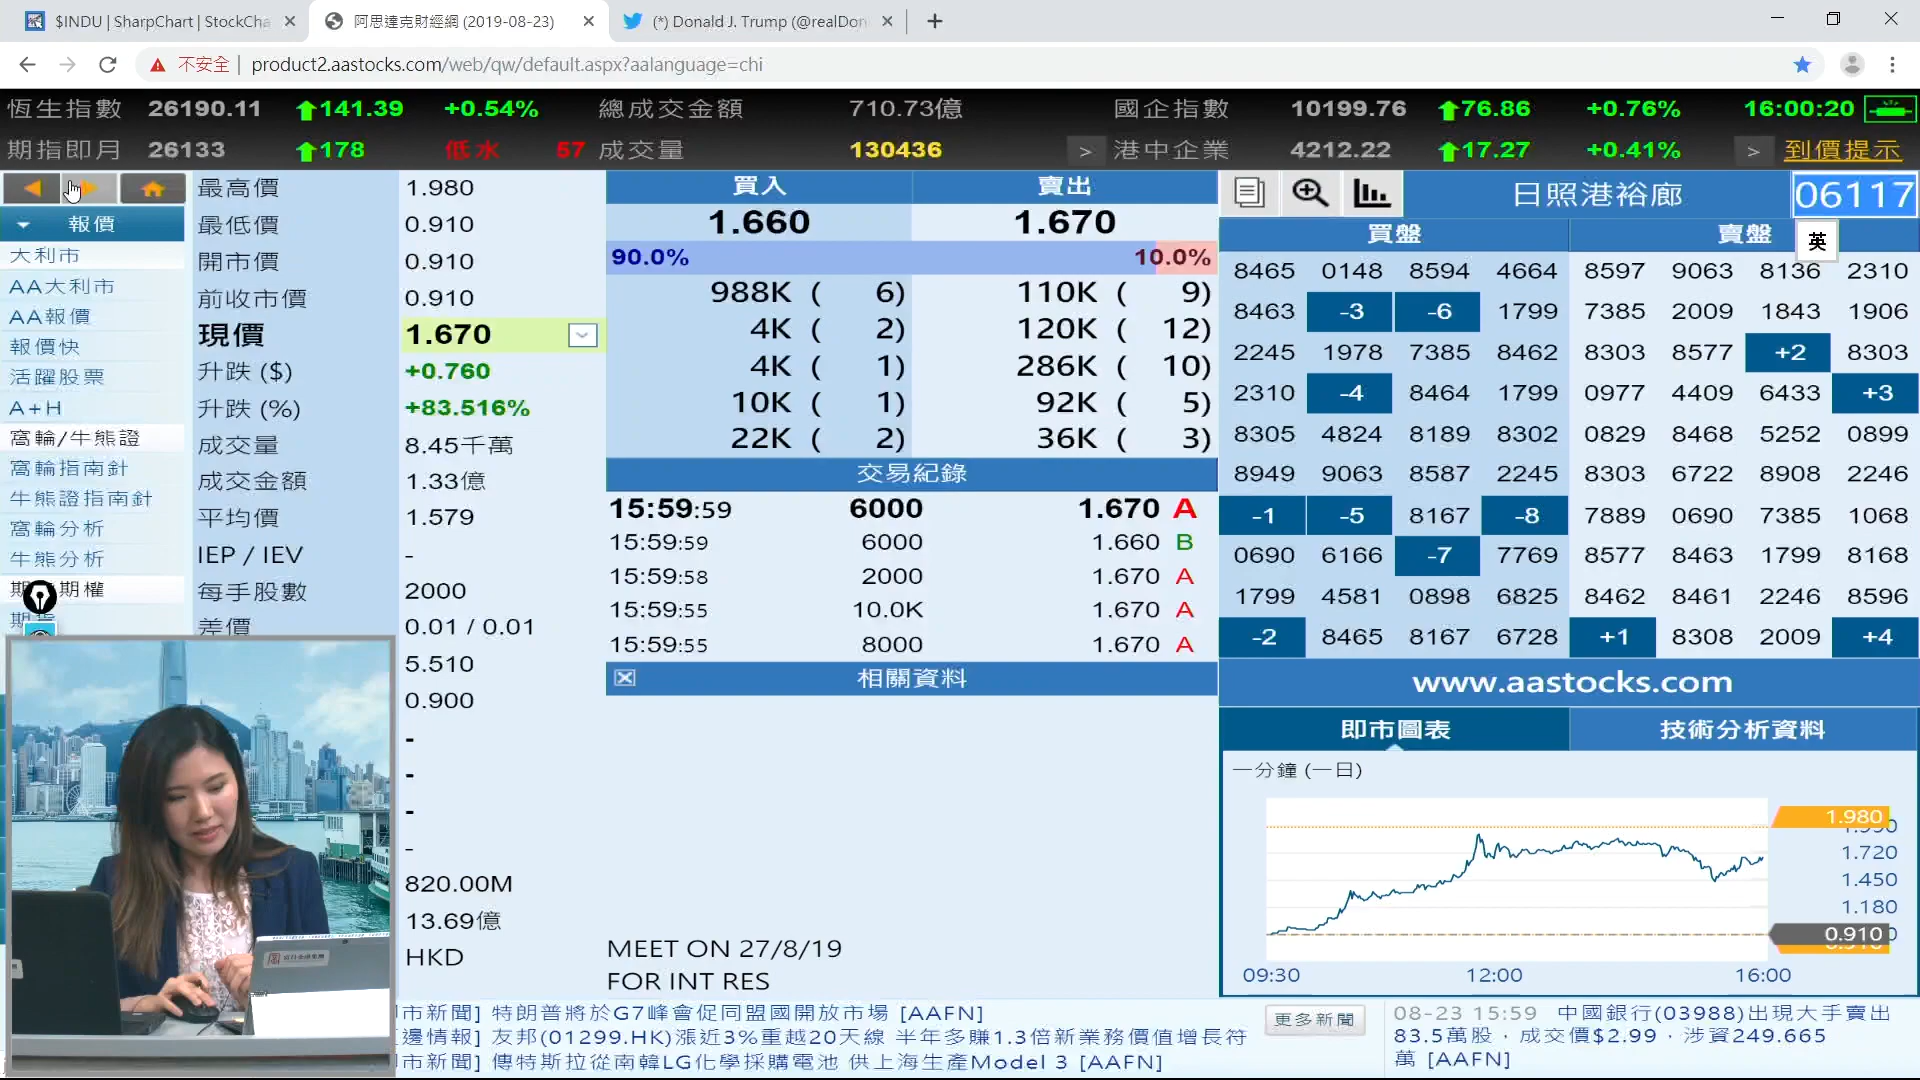 $INDU | SharpChart | StockCha
阿思達克財經網 (2019-08-23)
(*) Donald J. Trump (@realDon
不安全 | product2.aastocks.com/web/qw/default.aspx?aalanguage=chi
恆生指數 26190.11 141.39 +0.54% 總成交金額 710.73億 國企指數 10199.76 76.86 +0.76% 16:00:20
期指即月 26133 178 低水 57 成交量 130436 > 港中企業 4212.22 17.27 +0.41% > 到價提示
報價
大利市
AA大利市
AA報價
報價快
活躍股票
A+H
窩輪/牛熊證
窩輪指南針
牛熊證指南針
窩輪分析
牛熊分析
期 期權
期指
最高價 1.980
最低價 0.910
開市價 0.910
前收市價 0.910
現價 1.670
升跌 ($) +0.760
升跌 (%) +83.516%
成交量 8.45千萬
成交金額 1.33億
平均價 1.579
IEP / IEV -
每手股數 2000
差價 0.01 / 0.01
5.510
0.900
-
-
-
-
820.00M
13.69億
HKD
買入 賣出
1.660 1.670
90.0% 10.0%
988K ( 6) 110K ( 9)
4K ( 2) 120K ( 12)
4K ( 1) 286K ( 10)
10K ( 1) 92K ( 5)
22K ( 2) 36K ( 3)
交易紀錄
15:59:59 6000 1.670 A
15:59:59 6000 1.660 B
15:59:58 2000 1.670 A
15:59:55 10.0K 1.670 A
15:59:55 8000 1.670 A
相關資料
MEET ON 27/8/19
FOR INT RES
日照港裕廊 06117
買盤 賣盤 英
8465 0148 8594 4664 8597 9063 8136 2310
8463 -3 -6 1799 7385 2009 1843 1906
2245 1978 7385 8462 8303 8577 +2 8303
2310 -4 8464 1799 0977 4409 6433 +3
8305 4824 8189 8302 0829 8468 5252 0899
8949 9063 8587 2245 8303 6722 8908 2246
-1 -5 8167 -8 7889 0690 7385 1068
0690 6166 -7 7769 8577 8463 1799 8168
1799 4581 0898 6825 8462 8461 2246 8596
-2 8465 8167 6728 +1 8308 2009 +4
www.aastocks.com
即市圖表 技術分析資料
一分鐘 (一日)
1.980
1.720
1.450
1.180
0.910
09:30 12:00 16:00
市新聞] 特朗普將於G7峰會促同盟國開放市場 [AAFN]
邊情報] 友邦(01299.HK)漲近3%重越20天線 半年多賺1.3倍新業務價值增長符
市新聞] 傳特斯拉從南韓LG化學採購電池 供上海生產Model 3 [AAFN]
更多新聞
08-23 15:59 中國銀行(03988)出現大手賣出
83.5萬股，成交價$2.99，涉資249.665
萬 [AAFN]